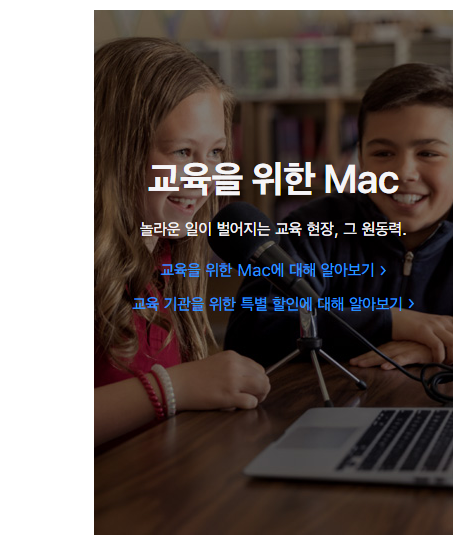 교육을 위한 Mac
놀라운 일이 벌어지는 교육 현장, 그 원동력.
교육을 위한 Mac에 대해 알아보기 >
교육 기관을 위한 특별 할인에 대해 알아보기 >